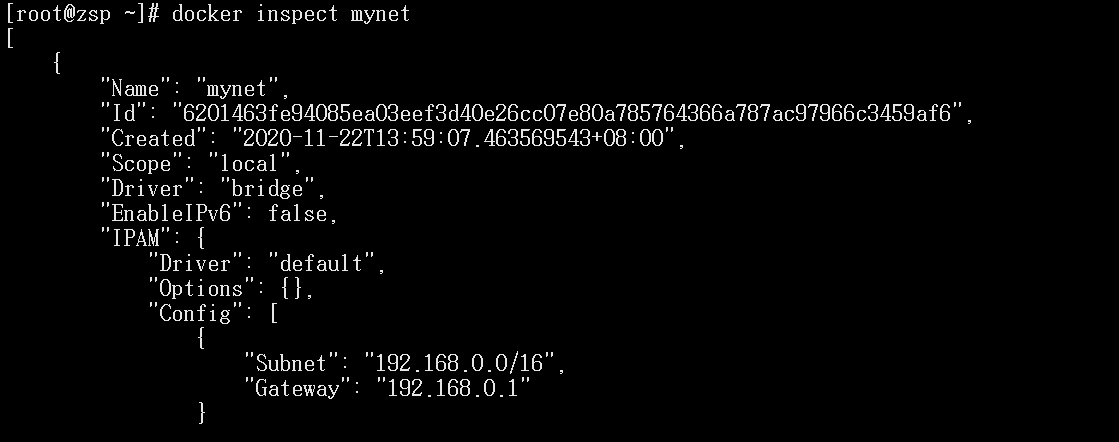 [root@zsp ~]# docker inspect mynet
[
    {
        "Name": "mynet",
        "Id": "6201463fe94085ea03eef3d40e26cc07e80a785764366a787ac97966c3459af6",
        "Created": "2020-11-22T13:59:07.463569543+08:00",
        "Scope": "local",
        "Driver": "bridge",
        "EnableIPv6": false,
        "IPAM": {
            "Driver": "default",
            "Options": {},
            "Config": [
                {
                    "Subnet": "192.168.0.0/16",
                    "Gateway": "192.168.0.1"
                }